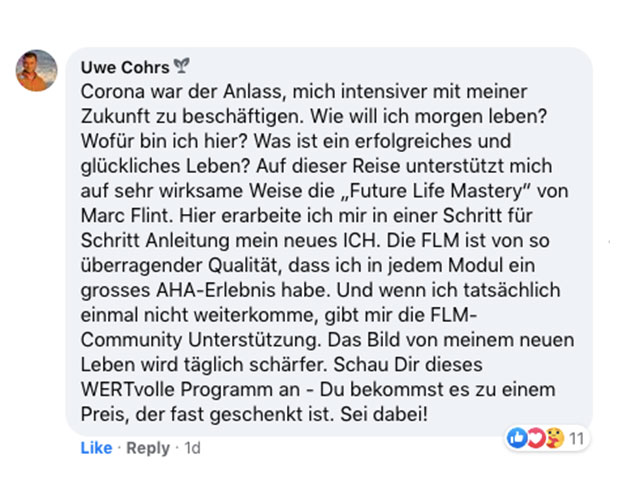 Uwe Cohrs
Corona war der Anlass, mich intensiver mit meiner
Zukunft zu beschäftigen. Wie will ich morgen leben?
Wofür bin ich hier? Was ist ein erfolgreiches und
glückliches Leben? Auf dieser Reise unterstützt mich
auf sehr wirksame Weise die „Future Life Mastery“ von
Marc Flint. Hier erarbeite ich mir in einer Schritt für
Schritt Anleitung mein neues ICH. Die FLM ist von so
überragender Qualität, dass ich in jedem Modul ein
grosses AHA-Erlebnis habe. Und wenn ich tatsächlich
einmal nicht weiterkomme, gibt mir die FLM-
Community Unterstützung. Das Bild von meinem neuen
Leben wird täglich schärfer. Schau Dir dieses
WERTvolle Programm an - Du bekommst es zu einem
Preis, der fast geschenkt ist. Sei dabei!
Like · Reply · 1d 11